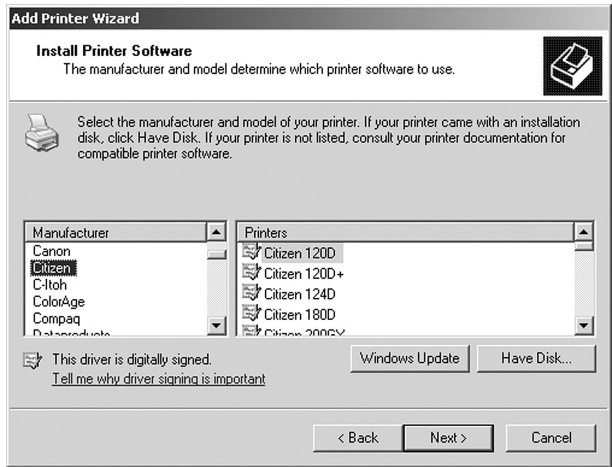 Add Printer Wizard
Install Printer Software
The manufacturer and model determine which printer software to use.
Select the manufacturer and model of your printer. If your printer came with an installation
disk, click Have Disk. If your printer is not listed, consult your printer documentation for
compatible printer software.
Manufacturer
Canon
Citizen
C-Itoh
ColorAge
Compaq
Dataproducts
Printers
Citizen 120D
Citizen 120D+
Citizen 124D
Citizen 180D
Citizen 200GX
This driver is digitally signed.
Tell me why driver signing is important
Windows Update
Have Disk...
< Back
Next >
Cancel